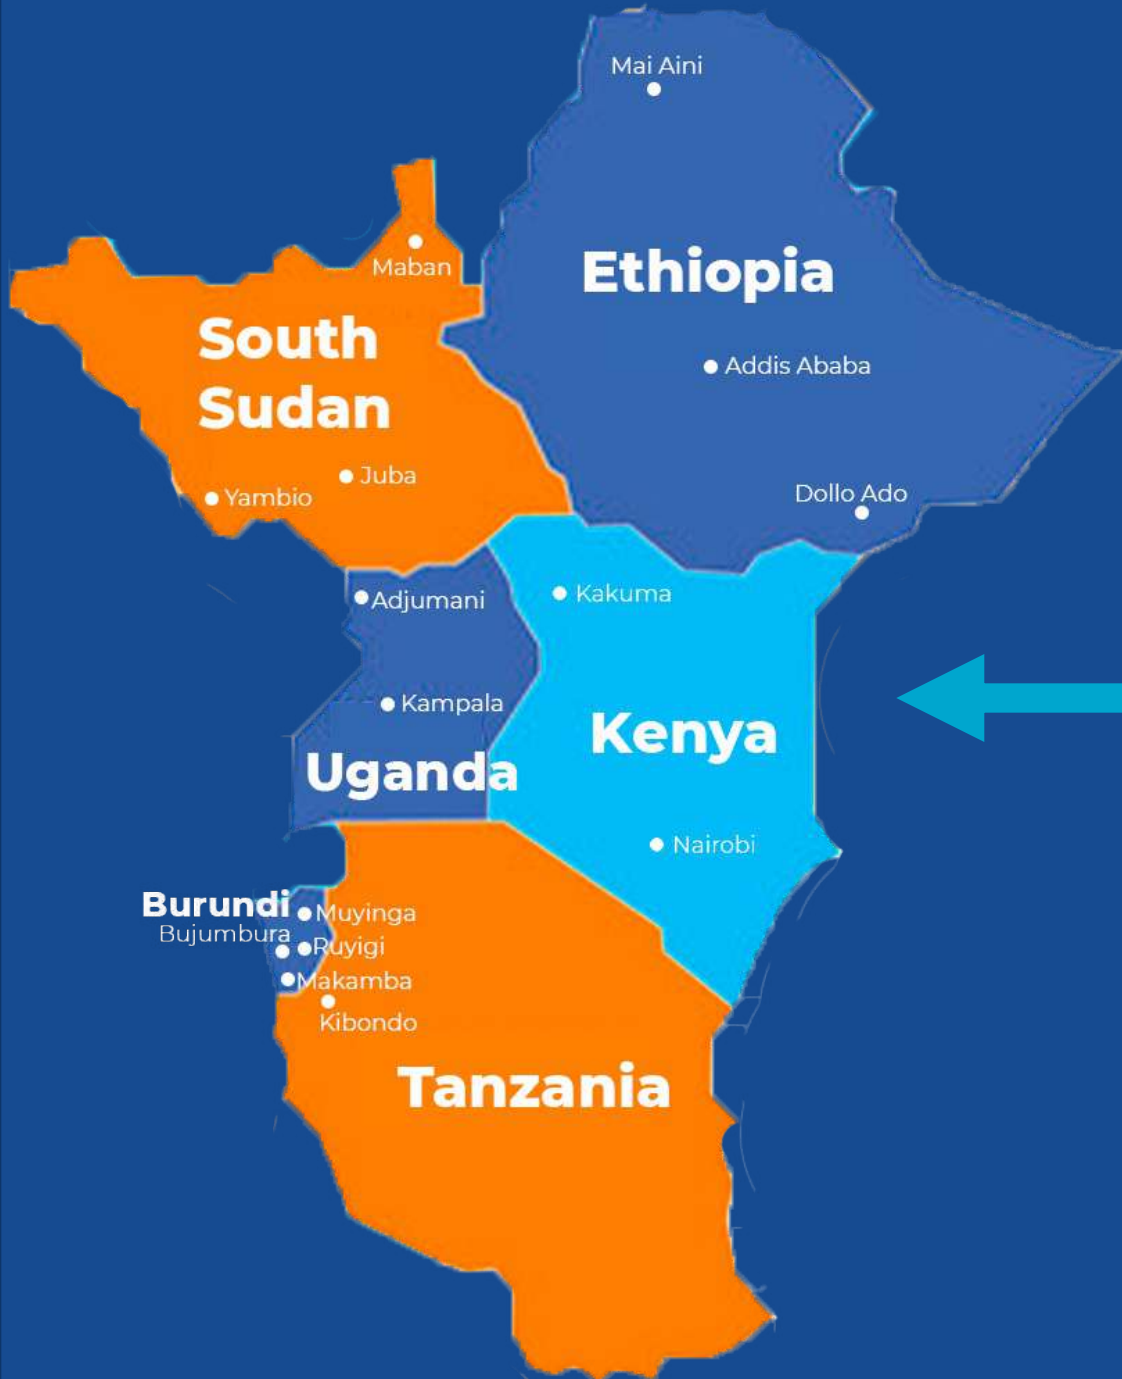 Mai Aini
Maban
Ethiopia
South
Sudan
Addis Ababa
Juba
Yambio
Dollo Ado
Kakuma
Adjumani
Kampala
Kenya
Uganda
Nairobi
Burundi
Muyinga
Bujumbura
Ruyigi
Makamba
Kibondo
Tanzania